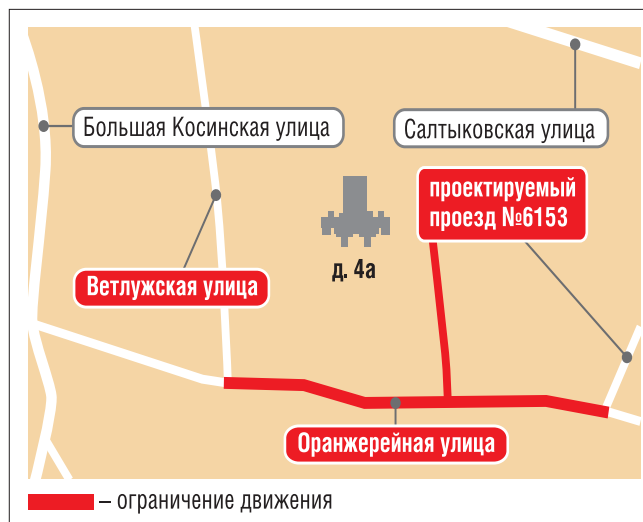 Большая Косинская улица
Салтыковская улица
проектируемый
проезд №6153
д. 4а
Ветлужская улица
Оранжерейная улица
– ограничение движения